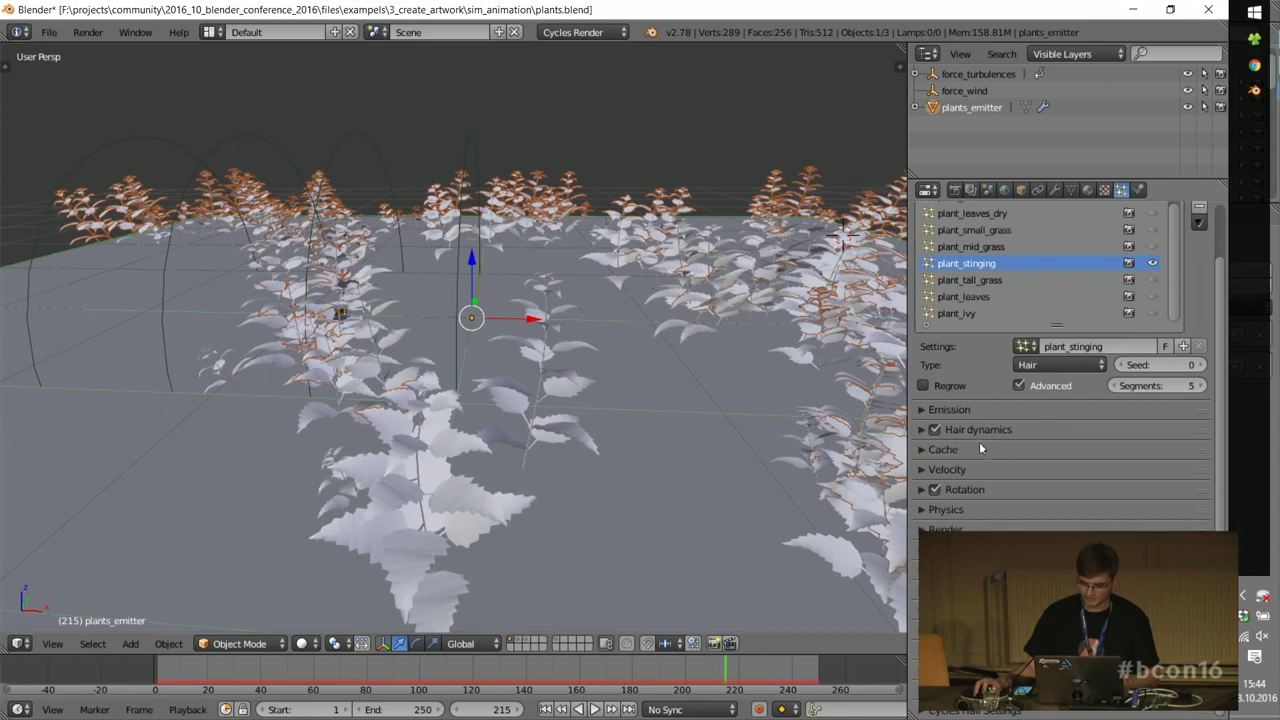 Blender* [F:\projects\community\2016_10_blender_conference_2016\files\exampels\3_create_artwork\sim_animation\plants.blend]
File Render Window Help Default Scene Cycles Render v2.78 | Verts:289 | Faces:256 | Tris:512 | Objects:1/3 | Lamps:0/0 | Mem:158.81M | plants_emitter
User Persp
View Search Visible Layers
force_turbulences
force_wind
plants_emitter
plant_leaves_dry
plant_small_grass
plant_mid_grass
plant_stinging
plant_tall_grass
plant_leaves
plant_ivy
Settings: plant_stinging F
Type: Hair Seed: 0
Regrow Advanced Segments: 5
Emission
Hair dynamics
Cache
Velocity
Rotation
Physics
Render
z
x
(215) plants_emitter
View Select Add Object Object Mode Global
-40 -20 0 20 40 60 80 100 120 140 160 180 200 220 240 260
View Marker Frame Playback Start: 1 End: 250 215 No Sync
#bcon16
15:44
Cycles Hair Settings